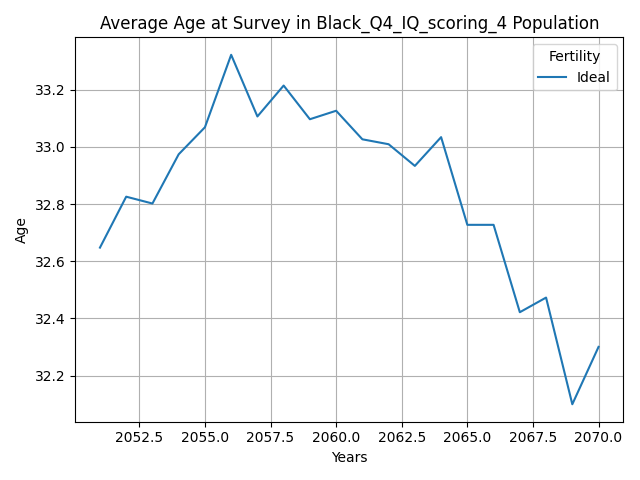 Average Age at Survey in Black_Q4_IQ_scoring_4 Population
Fertility
Ideal
33.2
33.0
32.8
32.6
32.4
32.2
Age
2052.5 2055.0 2057.5 2060.0 2062.5 2065.0 2067.5 2070.0
Years